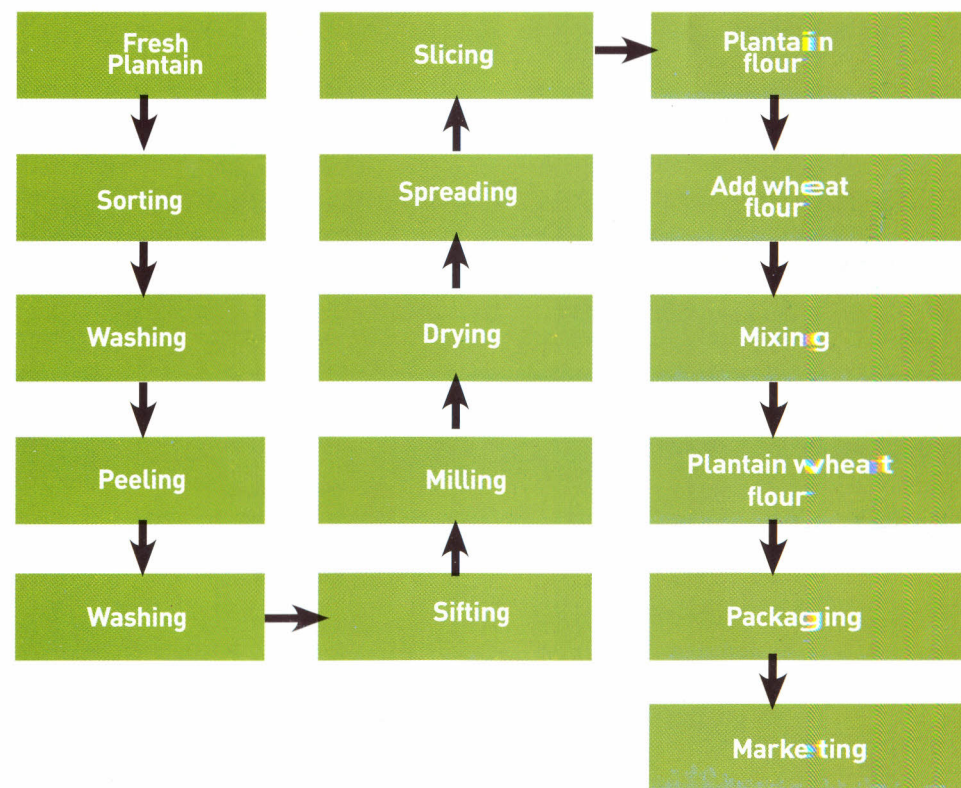 Fresh
Plantain
Sorting
Washing
Peeling
Washing
Sifting
Milling
Drying
Spreading
Slicing
Plantain
flour
Add wheat
flour
Mixing
Plantain wheat
flour
Packaging
Marketing